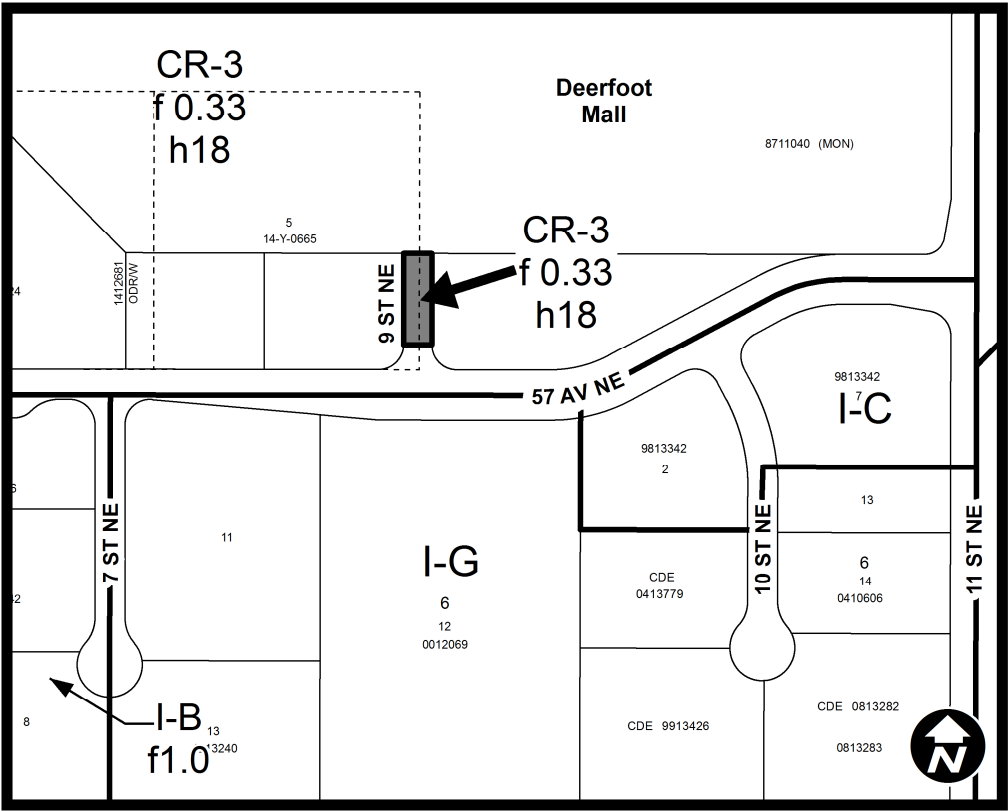 CR-3
f 0.33
h18
Deerfoot
Mall
8711040 (MON)
5
14-Y-0665
CR-3
f 0.33
h18
1412681
ODR/W
9 ST NE
24
57 AV NE
9813342
7
I-C
9813342
2
13
6
11
7 ST NE
I-G
6
12
0012069
10 ST NE
11 ST NE
CDE
0413779
6
14
0410606
I-B
f1.0
13
13240
8
CDE 9913426
CDE 0813282
0813283
N